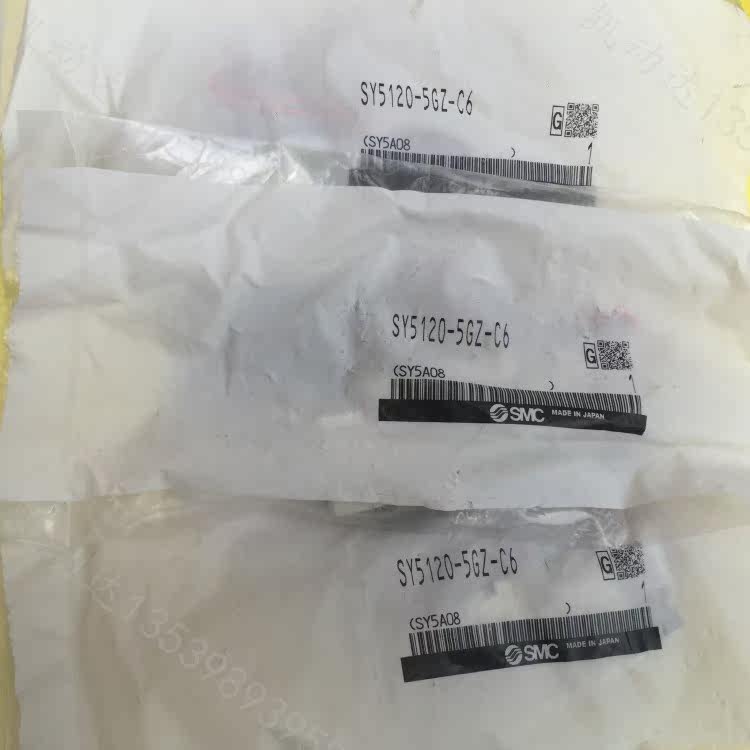 SY5120-5GZ-C6
G
(SY5A08 )
1
SY5120-5GZ-C6
G
(SY5A08 )
1
SMC MADE IN JAPAN
SY5120-5GZ-C6
G
(SY5A08 )
1
SMC MADE IN JAPAN